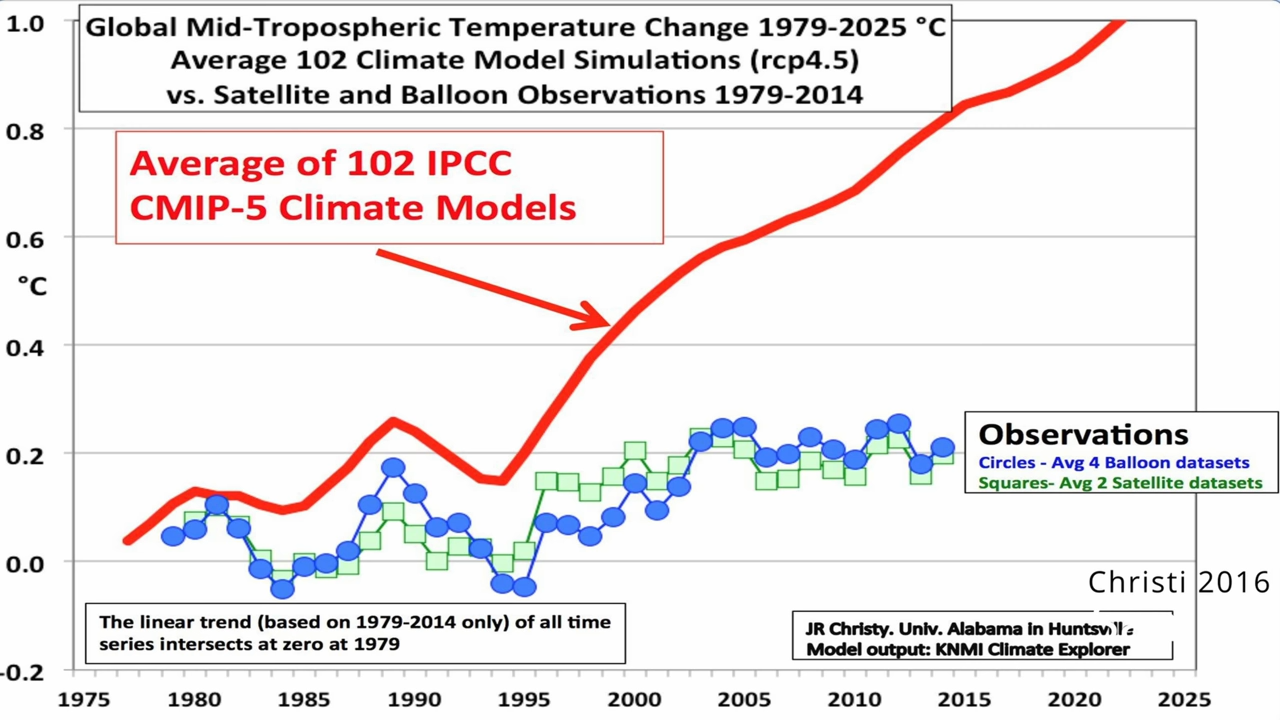 Global Mid-Tropospheric Temperature Change 1979-2025 °C
Average 102 Climate Model Simulations (rcp4.5)
vs. Satellite and Balloon Observations 1979-2014
Average of 102 IPCC
CMIP-5 Climate Models
1.0
0.8
0.6
°C
0.4
0.2
0.0
-0.2
Observations
Circles - Avg 4 Balloon datasets
Squares- Avg 2 Satellite datasets
Christi 2016
The linear trend (based on 1979-2014 only) of all time
series intersects at zero at 1979
JR Christy. Univ. Alabama in Huntsville
Model output: KNMI Climate Explorer
1975 1980 1985 1990 1995 2000 2005 2010 2015 2020 2025